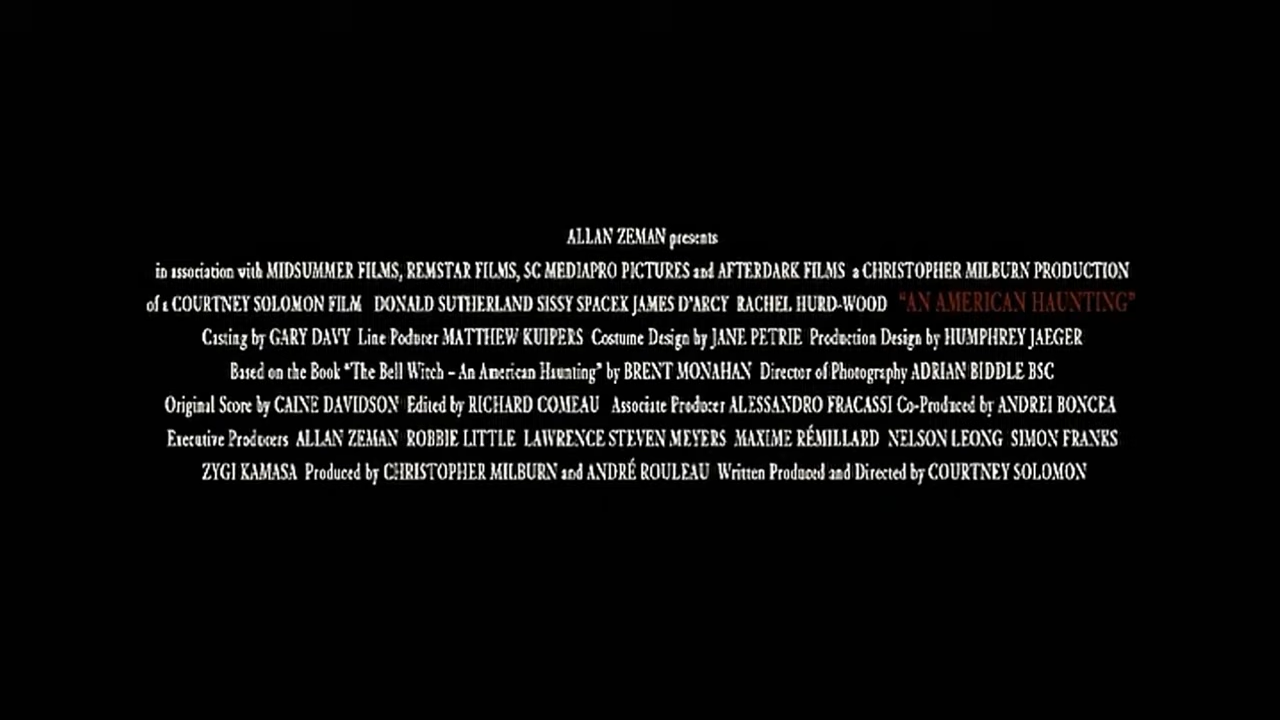 ALLAN ZEMAN presents
in association with MIDSUMMER FILMS, REMSTAR FILMS, SC MEDIAPRO PICTURES and AFTERDARK FILMS a CHRISTOPHER MILBURN PRODUCTION
of a COURTNEY SOLOMON FILM DONALD SUTHERLAND SISSY SPACEK JAMES D'ARCY RACHEL HURD-WOOD “AN AMERICAN HAUNTING”
Casting by GARY DAVY Line Poducer MATTHEW KUIPERS Costume Design by JANE PETRIE Production Design by HUMPHREY JAEGER
Based on the Book “The Bell Witch – An American Haunting” by BRENT MONAHAN Director of Photography ADRIAN BIDDLE BSC
Original Score by CAINE DAVIDSON Edited by RICHARD COMEAU Associate Producer ALESSANDRO FRACASSI Co-Produced by ANDREI BONCEA
Executive Producers ALLAN ZEMAN ROBBIE LITTLE LAWRENCE STEVEN MEYERS MAXIME RÉMILLARD NELSON LEONG SIMON FRANKS
ZYGI KAMASA Produced by CHRISTOPHER MILBURN and ANDRÉ ROULEAU Written Produced and Directed by COURTNEY SOLOMON